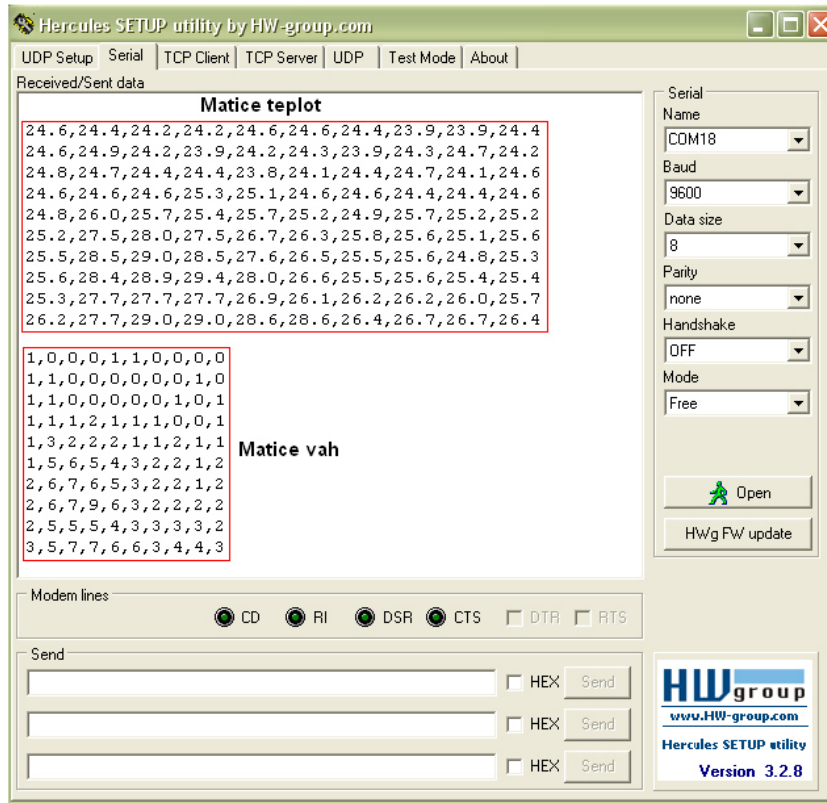 Hercules SETUP utility by HW-group.com
UDP Setup Serial TCP Client TCP Server UDP Test Mode About
Received/Sent data
Matice teplot
24.6,24.4,24.2,24.2,24.6,24.6,24.4,23.9,23.9,24.4
24.6,24.9,24.2,23.9,24.2,24.3,23.9,24.3,24.7,24.2
24.8,24.7,24.4,24.4,23.8,24.1,24.4,24.7,24.1,24.6
24.6,24.6,24.6,25.3,25.1,24.6,24.6,24.4,24.4,24.6
24.8,26.0,25.7,25.4,25.7,25.2,24.9,25.7,25.2,25.2
25.2,27.5,28.0,27.5,26.7,26.3,25.8,25.6,25.1,25.6
25.5,28.5,29.0,28.5,27.6,26.5,25.5,25.6,24.8,25.3
25.6,28.4,28.9,29.4,28.0,26.6,25.5,25.6,25.4,25.4
25.3,27.7,27.7,27.7,26.9,26.1,26.2,26.2,26.0,25.7
26.2,27.7,29.0,29.0,28.6,28.6,26.4,26.7,26.7,26.4
1,0,0,0,1,1,0,0,0,0
1,1,0,0,0,0,0,0,1,0
1,1,0,0,0,0,0,1,0,1
1,1,1,2,1,1,1,0,0,1
1,3,2,2,2,1,1,2,1,1
1,5,6,5,4,3,2,2,1,2
2,6,7,6,5,3,2,2,1,2
2,6,7,9,6,3,2,2,2,2
2,5,5,5,4,3,3,3,3,2
3,5,7,7,6,6,3,4,4,3
Matice vah
Serial
Name
COM18
Baud
9600
Data size
8
Parity
none
Handshake
OFF
Mode
Free
Open
HWg FW update
Modem lines
CD RI DSR CTS DTR RTS
Send
HEX Send
HEX Send
HEX Send
HW group
www.HW-group.com
Hercules SETUP utility
Version 3.2.8